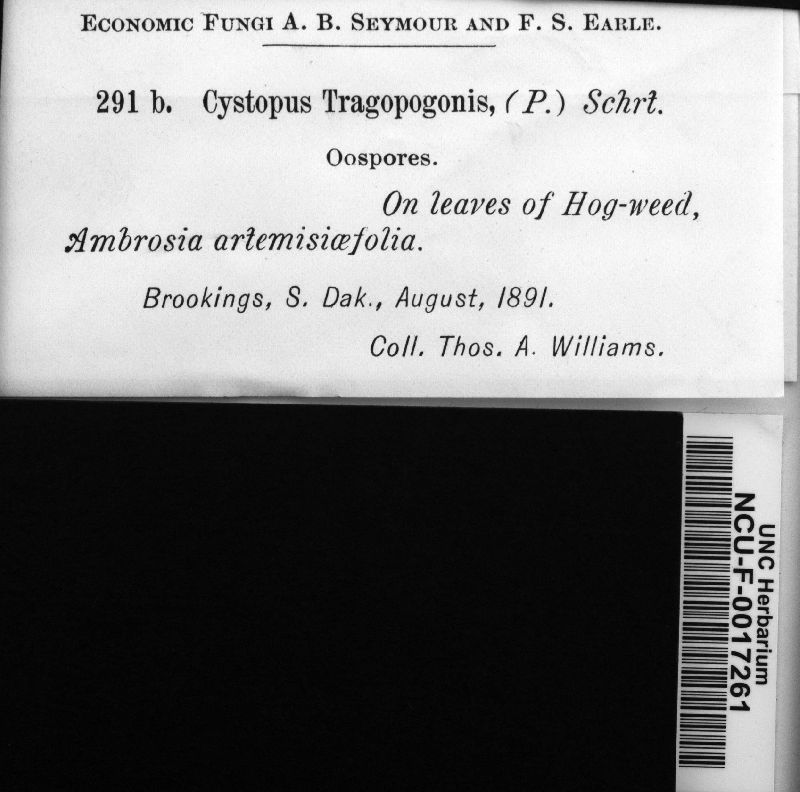 Economic Fungi A. B. Seymour and F. S. Earle.
291 b. Cystopus Tragopogonis, (P.) Schrt.
Oospores.
On leaves of Hog-weed,
Ambrosia artemisiæfolia.
Brookings, S. Dak., August, 1891.
Coll. Thos. A. Williams.
UNC Herbarium
NCU-F-0017261